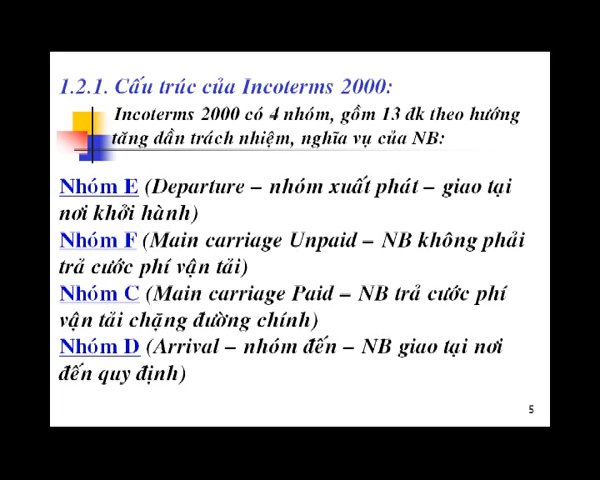 1.2.1. Cấu trúc của Incoterms 2000:
Incoterms 2000 có 4 nhóm, gồm 13 đk theo hướng
tăng dần trách nhiệm, nghĩa vụ của NB:
Nhóm E (Departure – nhóm xuất phát – giao tại
nơi khởi hành)
Nhóm F (Main carriage Unpaid – NB không phải
trả cước phí vận tải)
Nhóm C (Main carriage Paid – NB trả cước phí
vận tải chặng đường chính)
Nhóm D (Arrival – nhóm đến – NB giao tại nơi
đến quy định)
5